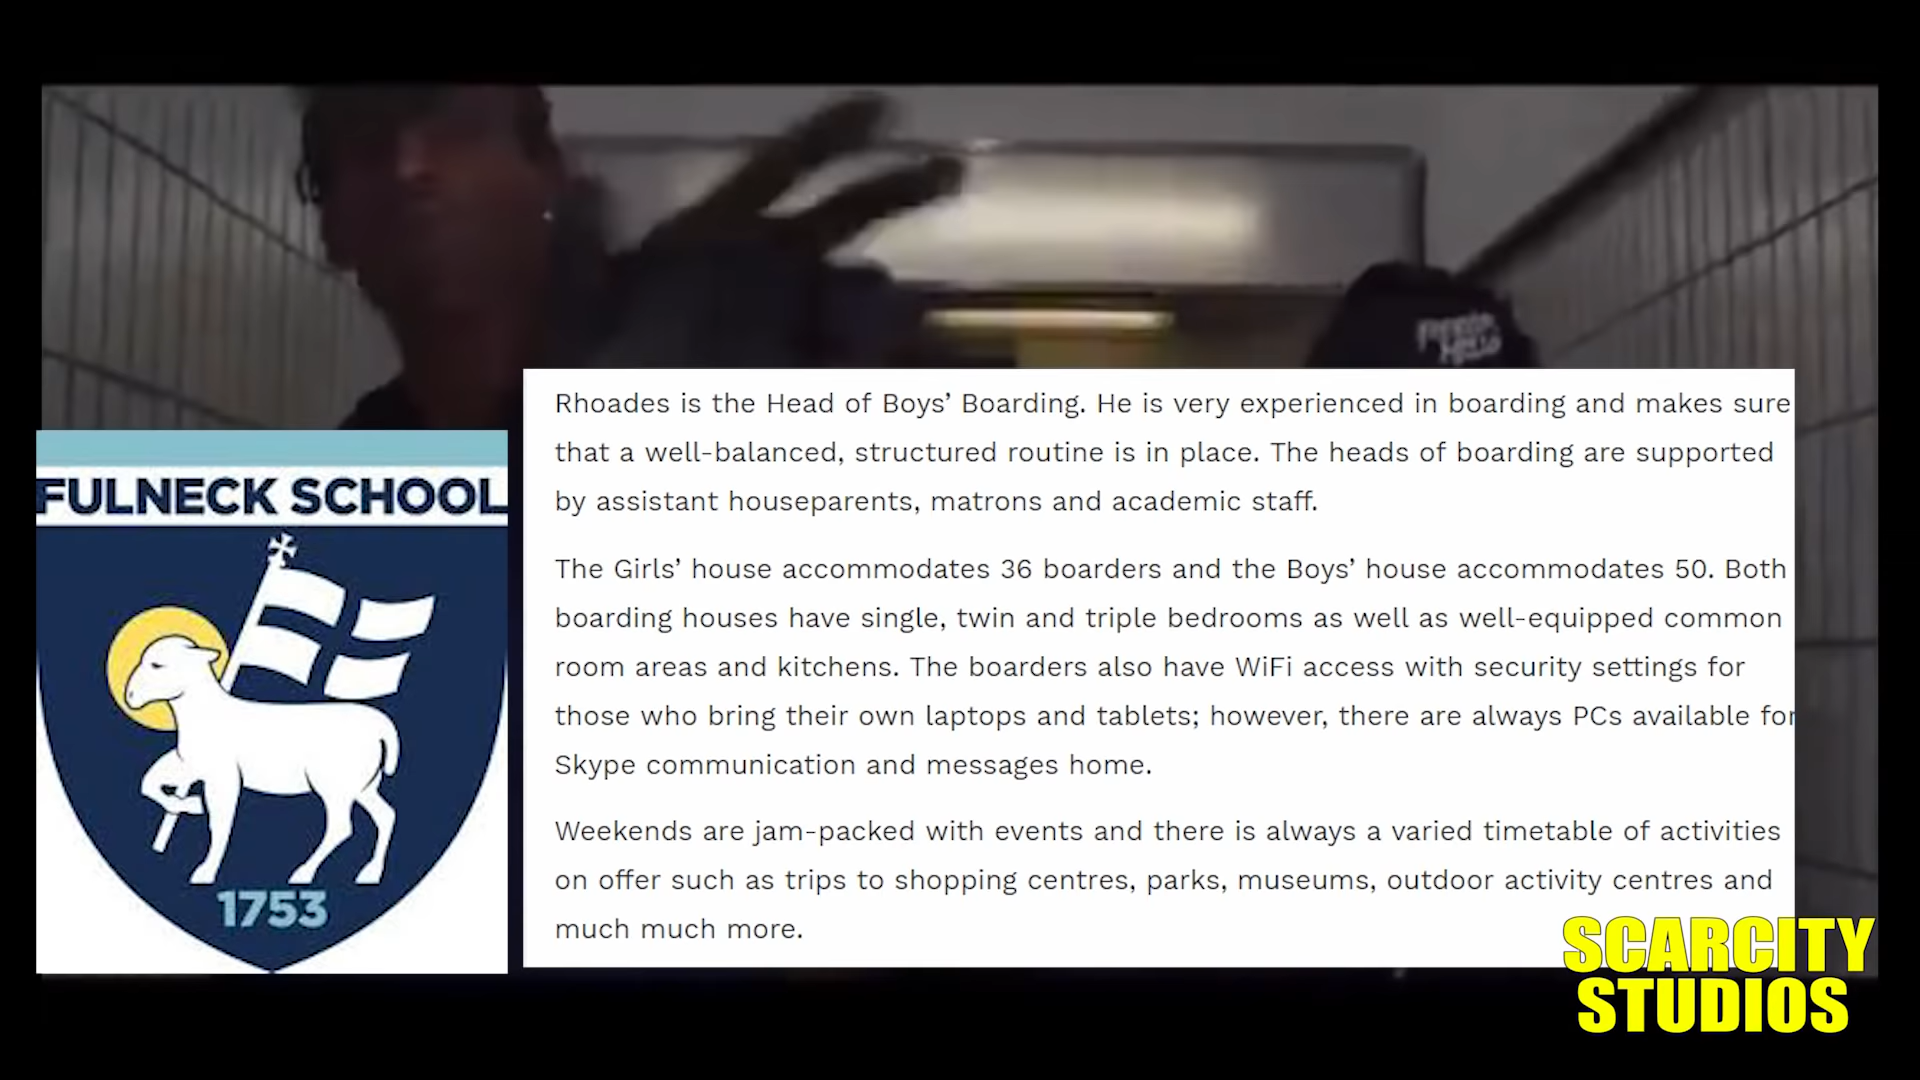 Rhoades is the Head of Boys’ Boarding. He is very experienced in boarding and makes sure
that a well-balanced, structured routine is in place. The heads of boarding are supported
by assistant houseparents, matrons and academic staff.
The Girls’ house accommodates 36 boarders and the Boys’ house accommodates 50. Both
boarding houses have single, twin and triple bedrooms as well as well-equipped common
room areas and kitchens. The boarders also have WiFi access with security settings for
those who bring their own laptops and tablets; however, there are always PCs available for
Skype communication and messages home.
Weekends are jam-packed with events and there is always a varied timetable of activities
on offer such as trips to shopping centres, parks, museums, outdoor activity centres and
much much more.
FULNECK SCHOOL
1753
SCARCITY
STUDIOS